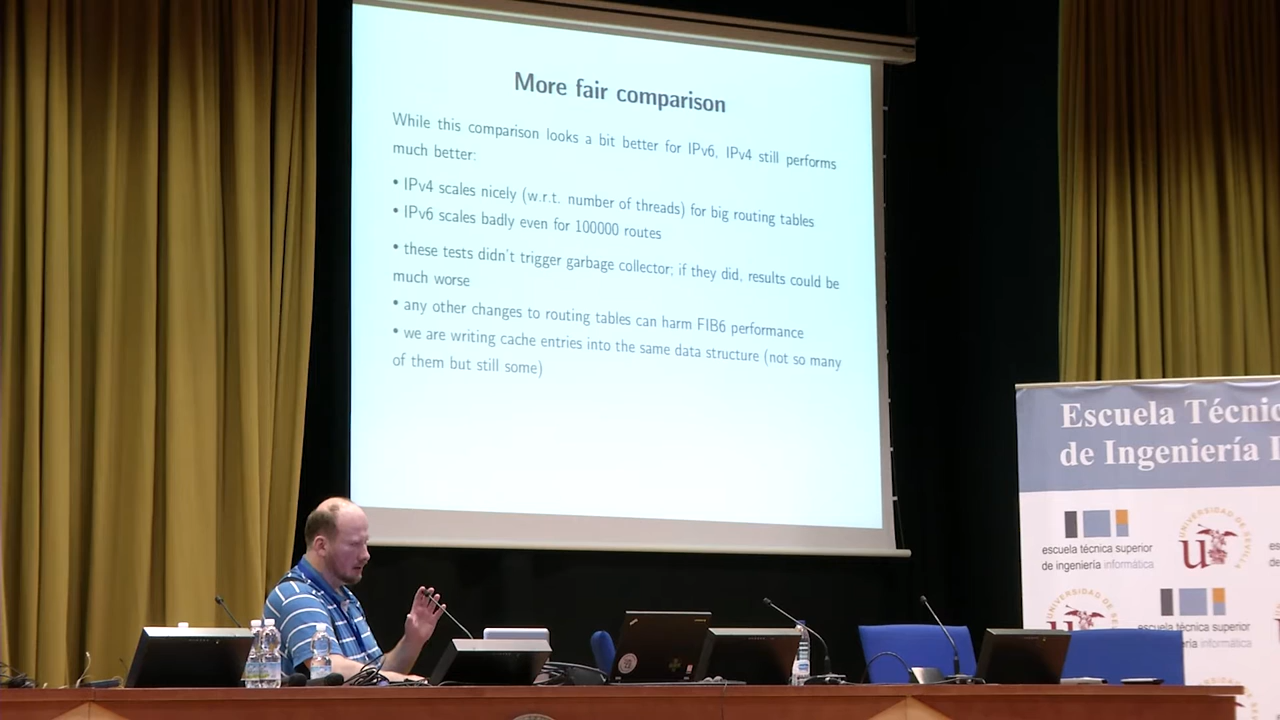 More fair comparison
While this comparison looks a bit better for IPv6, IPv4 still performs
much better:
• IPv4 scales nicely (w.r.t. number of threads) for big routing tables
• IPv6 scales badly even for 100000 routes
• these tests didn't trigger garbage collector; if they did, results could be
much worse
• any other changes to routing tables can harm FIB6 performance
• we are writing cache entries into the same data structure (not so many
of them but still some)
Escuela Técnic
de Ingeniería I
escuela técnica superior
de ingeniería informática
UNIVERSIDAD DE SEVILLA
escuela técnica superior
ería informática